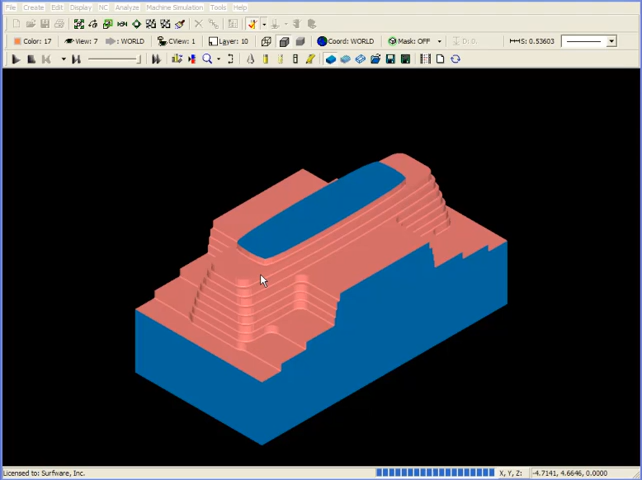 File Create Edit Display NC Analyze Machine Simulation Tools Help
Color: 17 View: 7 : WORLD CView: 1 Layer: 10 Coord: WORLD Mask: OFF D: 0. S: 0.53603
Licensed to: Surfware, Inc. X, Y, Z: -4.7141, 4.6646, 0.0000